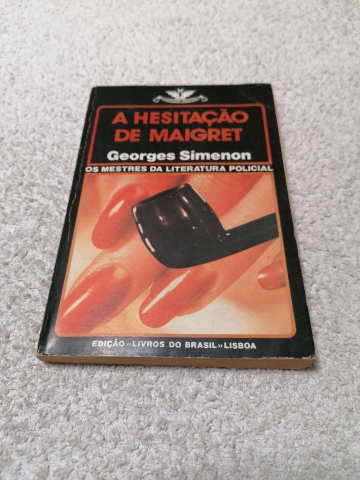 A HESITAÇÃO
DE MAIGRET
Georges Simenon
OS MESTRES DA LITERATURA POLICIAL
EDIÇÃO «LIVROS DO BRASIL» LISBOA